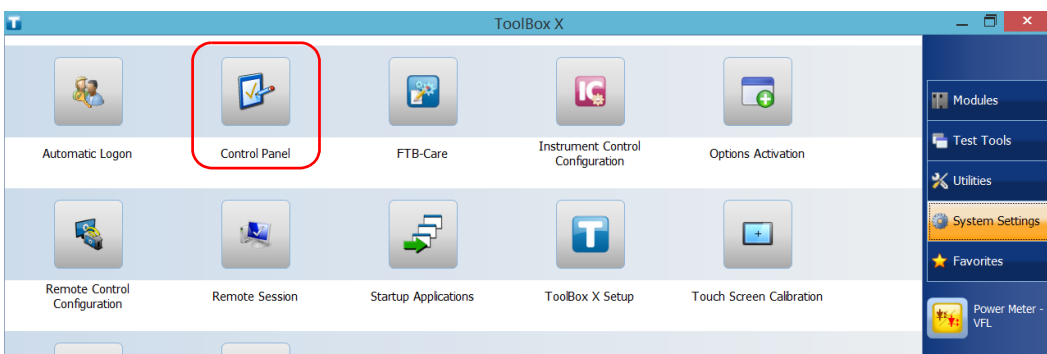 ToolBox X
Automatic Logon
Control Panel
FTB-Care
Instrument Control
Configuration
Options Activation
Remote Control
Configuration
Remote Session
Startup Applications
ToolBox X Setup
Touch Screen Calibration
Modules
Test Tools
Utilities
System Settings
Favorites
Power Meter -
VFL